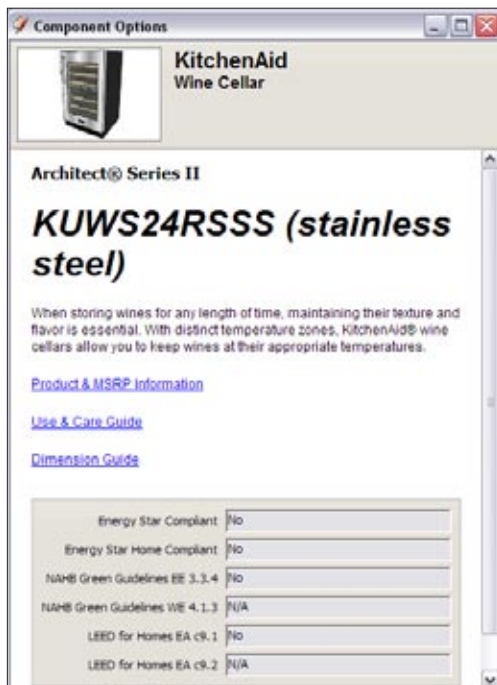 Component Options
KitchenAid
Wine Cellar
Architect® Series II
KUWS24RSSS (stainless
steel)
When storing wines for any length of time, maintaining their texture and
flavor is essential. With distinct temperature zones, KitchenAid® wine
cellars allow you to keep wines at their appropriate temperatures.
Product & MSRP Information
Use & Care Guide
Dimension Guide
Energy Star Compliant No
Energy Star Home Compliant No
NAHB Green Guidelines EE 3.3.4 No
NAHB Green Guidelines WE 4.1.3 N/A
LEED for Homes EA c9.1 No
LEED for Homes EA c9.2 N/A